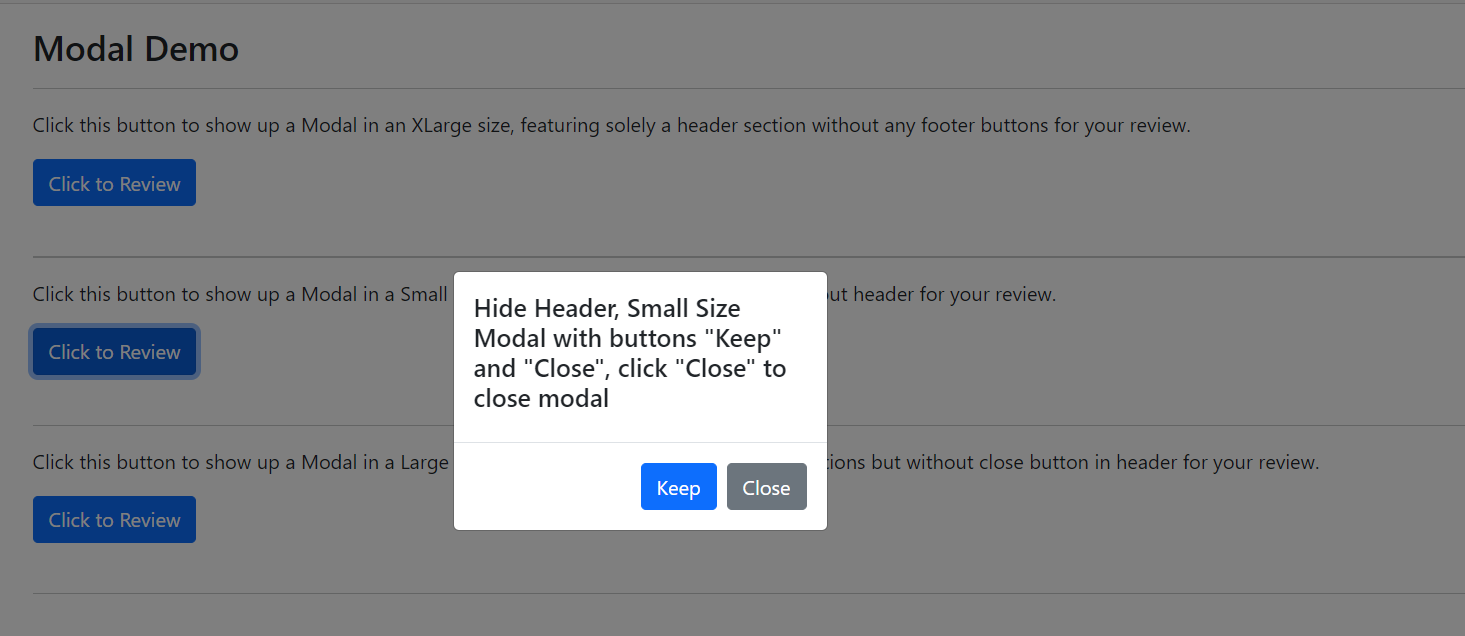 Modal Demo
Click this button to show up a Modal in an XLarge size, featuring solely a header section without any footer buttons for your review.
Click to Review
Click this button to show up a Modal in a Small header for your review.
Click to Review
Hide Header, Small Size
Modal with buttons "Keep"
and "Close", click "Close" to
close modal
Keep Close
Click this button to show up a Modal in a Large but without close button in header for your review.
Click to Review